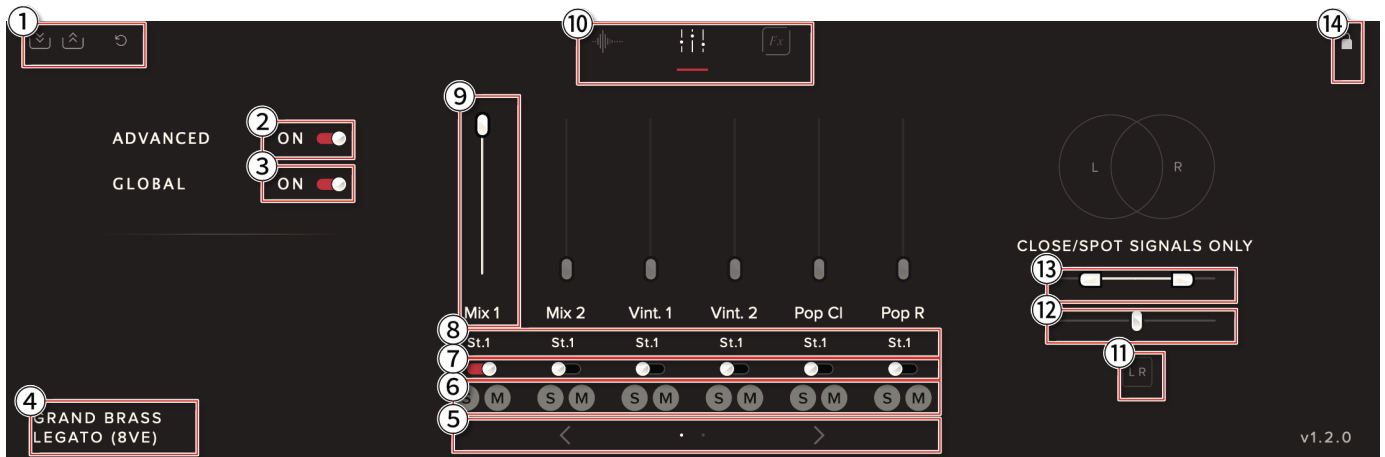 1
10
14
Fx
9
ADVANCED
2
ON
GLOBAL
3
ON
L
R
CLOSE/SPOT SIGNALS ONLY
13
12
Mix 1
Mix 2
Vint. 1
Vint. 2
Pop Cl
Pop R
8
St.1
St.1
St.1
St.1
St.1
St.1
7
11
L R
6
S M
S M
S M
S M
S M
S M
4
GRAND BRASS
LEGATO (8VE)
5
v1.2.0